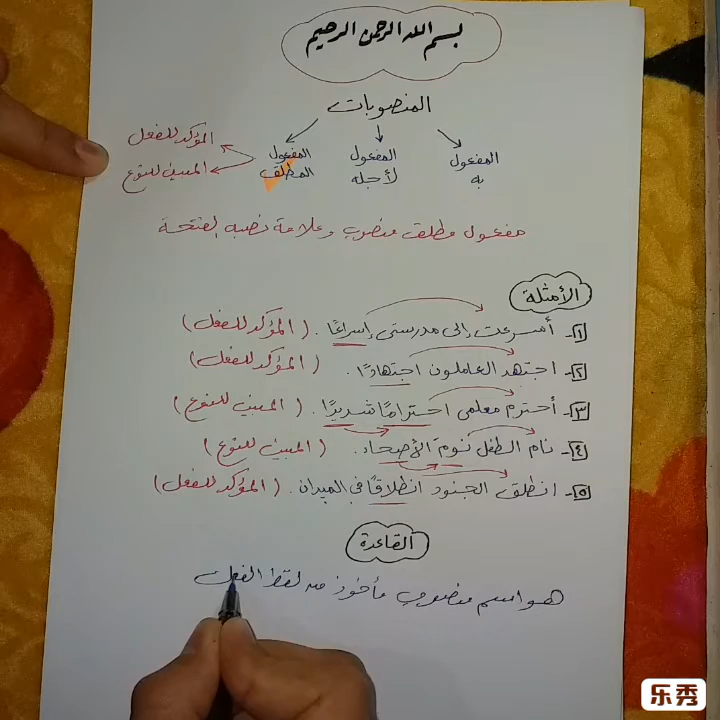 بسم الله الرحمن الرحيم
المنصوبات
المفعول به
المفعول لأجله
المفعول المطلق
المؤكد للفعل
المبين للنوع
مفعول مطلق منصوب وعلامة نصبه الفتحة
الأمثلة
١- أسرعت إلى مدرستي إسراعًا . (المؤكد للفعل)
٢- اجتهد العاملون اجتهادًا . (المؤكد للفعل)
٣- أحترم معلمي احترامًا شديدًا . (المبين للنوع)
٤- نام الطفل نومَ الأصحاء . (المبين للنوع)
٥- انطلق الجنود انطلاقًا في الميدان . (المؤكد للفعل)
القاعدة
هو اسم منصوب مأخوذ من لفظ الفعل
乐秀